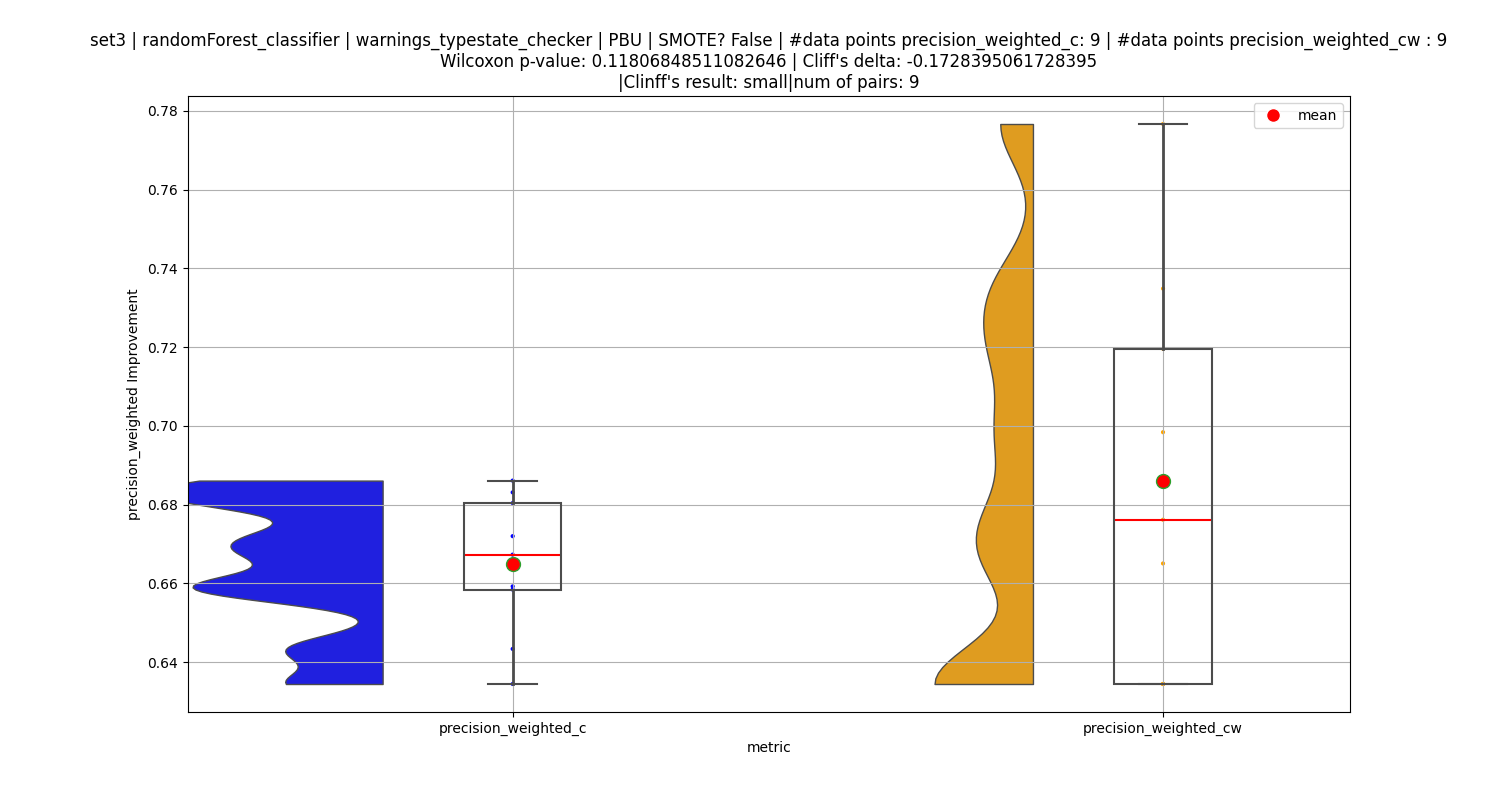 set3 | randomForest_classifier | warnings_typestate_checker | PBU | SMOTE? False | #data points precision_weighted_c: 9 | #data points precision_weighted_cw : 9
Wilcoxon p-value: 0.11806848511082646 | Cliff's delta: -0.1728395061728395
|Clinff's result: small|num of pairs: 9
mean
precision_weighted Improvement
0.78
0.76
0.74
0.72
0.70
0.68
0.66
0.64
precision_weighted_c
precision_weighted_cw
metric